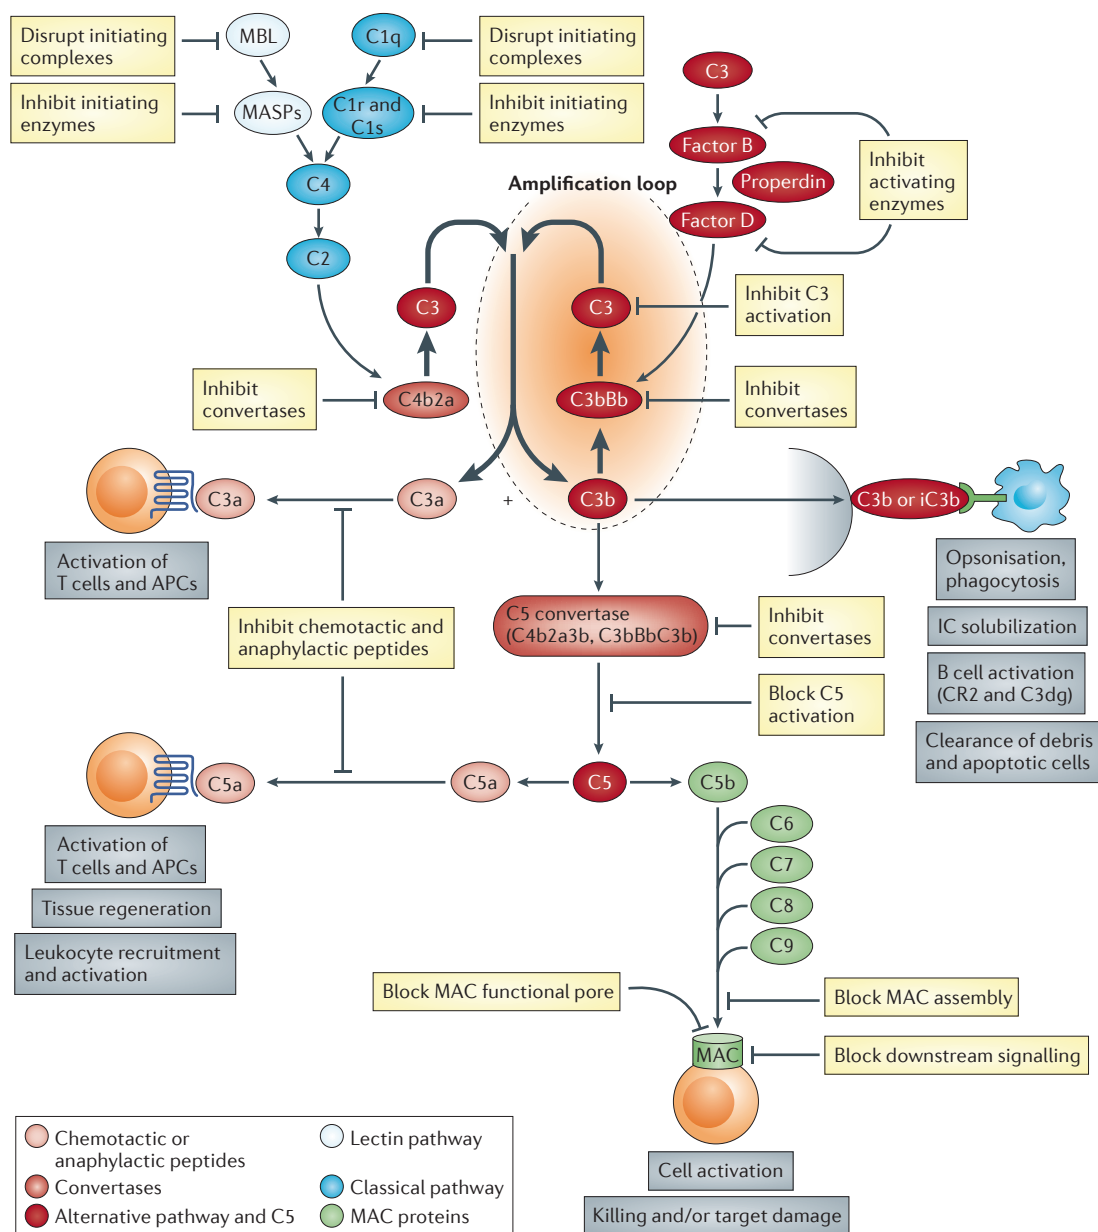 Disrupt initiating
complexes
MBL
C1q
Disrupt initiating
complexes
C3
Inhibit initiating
enzymes
MASPs
C1r and
C1s
Inhibit initiating
enzymes
Factor B
Properdin
Inhibit
activating
enzymes
C4
Amplification loop
Factor D
C2
C3
C3
Inhibit C3
activation
Inhibit
convertases
C4b2a
C3bBb
Inhibit
convertases
C3a
C3a
+
C3b
C3b or iC3b
Activation of
T cells and APCs
Opsonisation,
phagocytosis
Inhibit chemotactic and
anaphylactic peptides
C5 convertase
(C4b2a3b, C3bBbC3b)
Inhibit
convertases
IC solubilization
B cell activation
(CR2 and C3dg)
Block C5
activation
Clearance of debris
and apoptotic cells
C5a
C5a
C5
C5b
C6
Activation of
T cells and APCs
C7
Tissue regeneration
C8
Leukocyte recruitment
and activation
C9
Block MAC functional pore
Block MAC assembly
MAC
Block downstream signalling
Chemotactic or
anaphylactic peptides
Lectin pathway
Convertases
Classical pathway
Alternative pathway and C5
MAC proteins
Cell activation
Killing and/or target damage